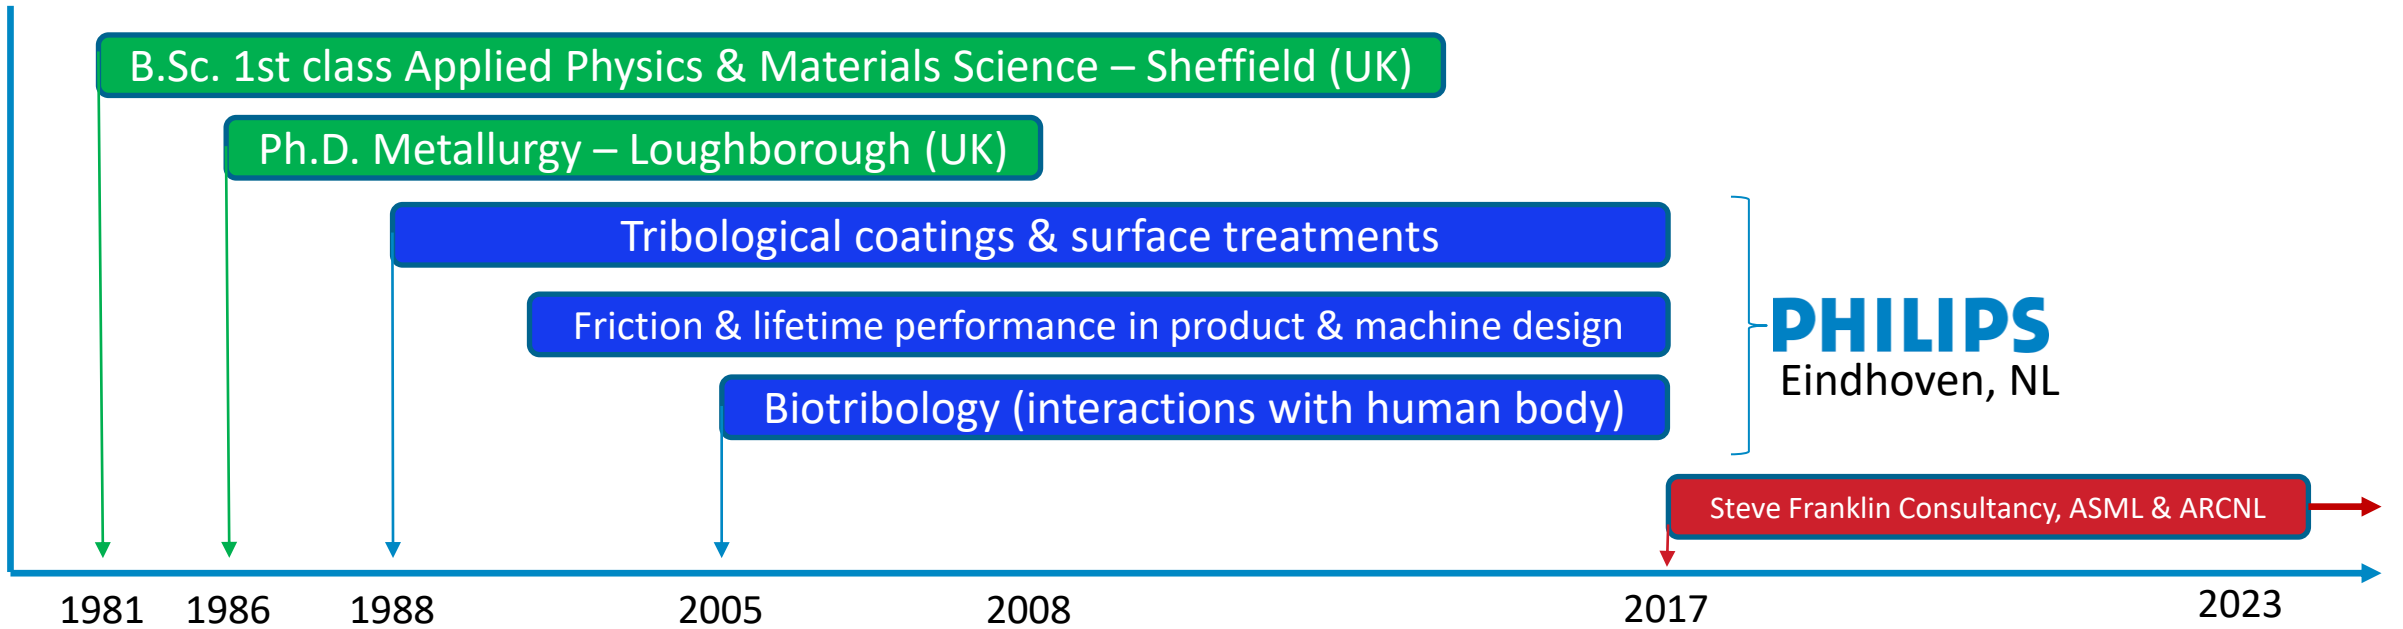 B.Sc. 1st class Applied Physics & Materials Science – Sheffield (UK)
Ph.D. Metallurgy – Loughborough (UK)
Tribological coatings & surface treatments
Friction & lifetime performance in product & machine design
Biotribology (interactions with human body)
PHILIPS
Eindhoven, NL
Steve Franklin Consultancy, ASML & ARCNL
1981 1986 1988 2005 2008 2017 2023